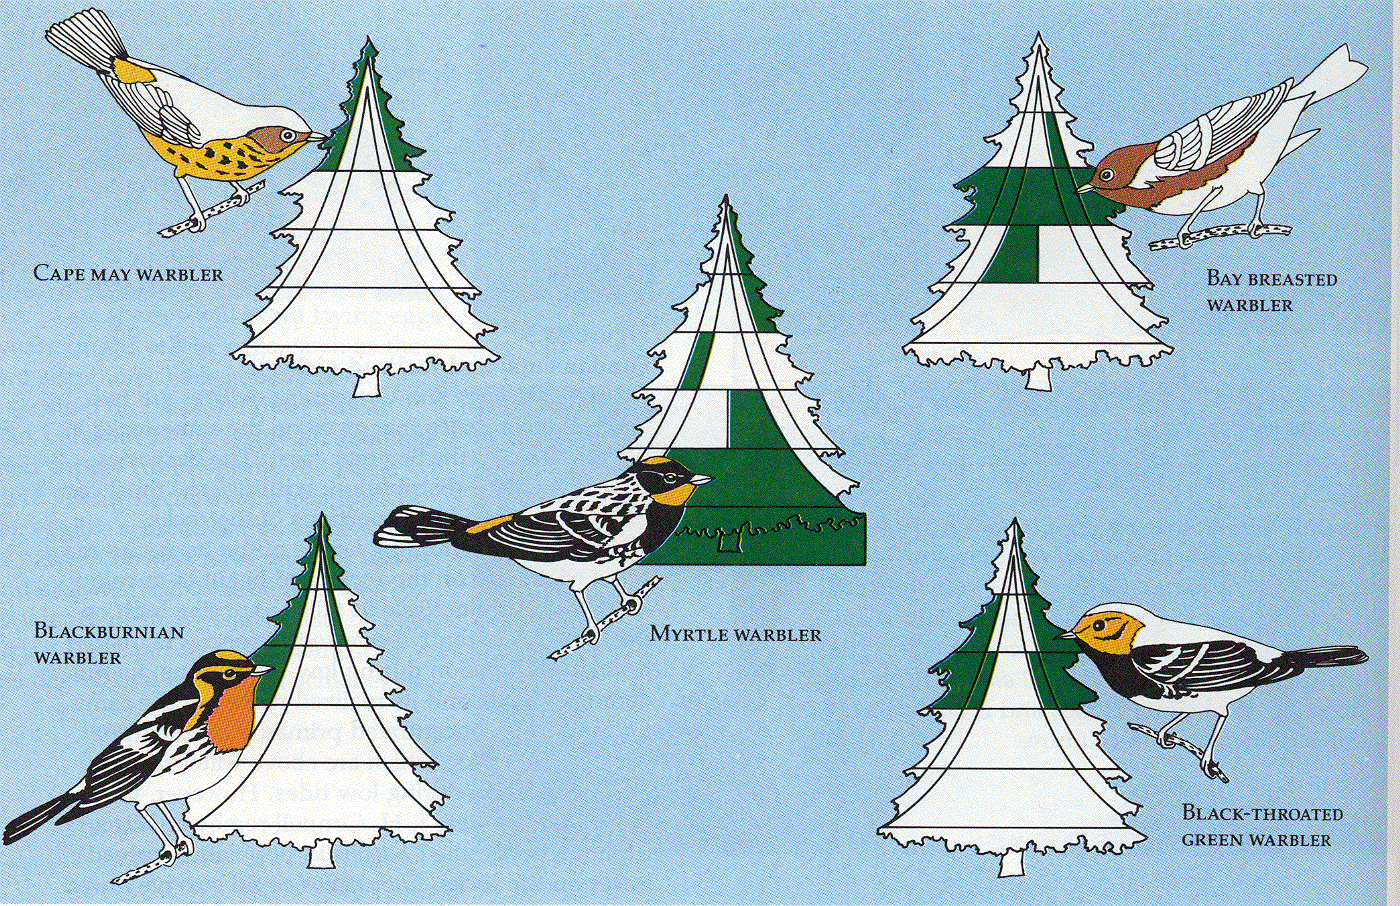 Cape may warbler
Bay breasted
warbler
Myrtle warbler
Blackburnian
warbler
Black-throated
green warbler